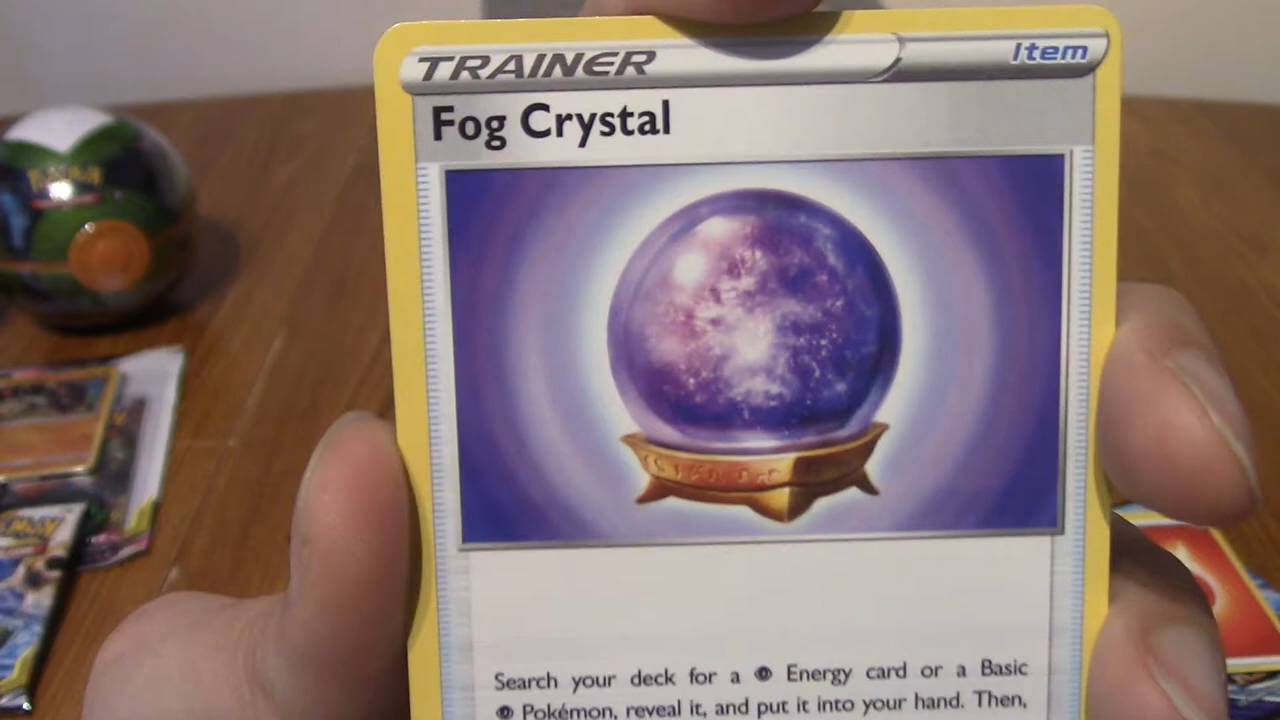 TRAINER
Item
Fog Crystal
Search your deck for a Energy card or a Basic
Pokémon, reveal it, and put it into your hand. Then,